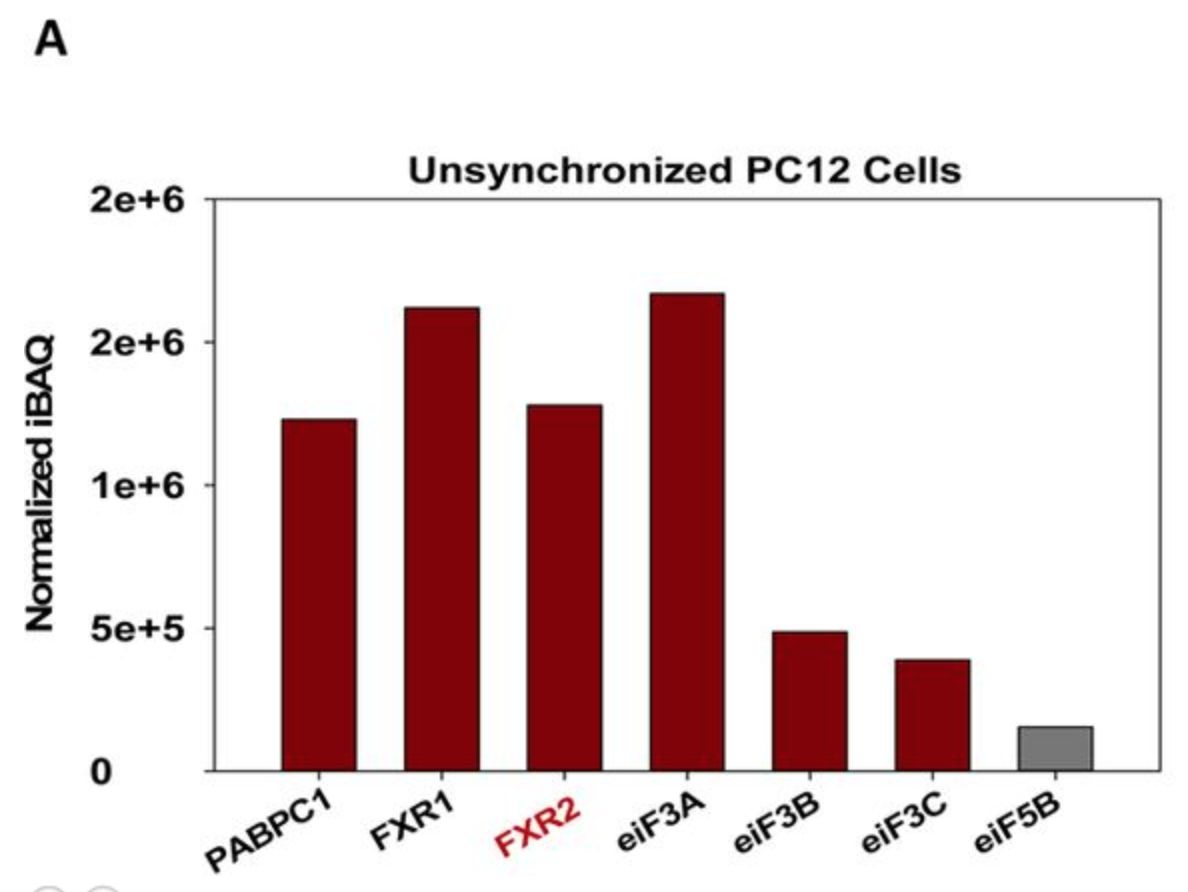 A
Unsynchronized PC12 Cells
Normalized iBAQ
2e+6
2e+6
1e+6
5e+5
0
PABPC1
FXR1
FXR2
eiF3A
eiF3B
eiF3C
eiF5B